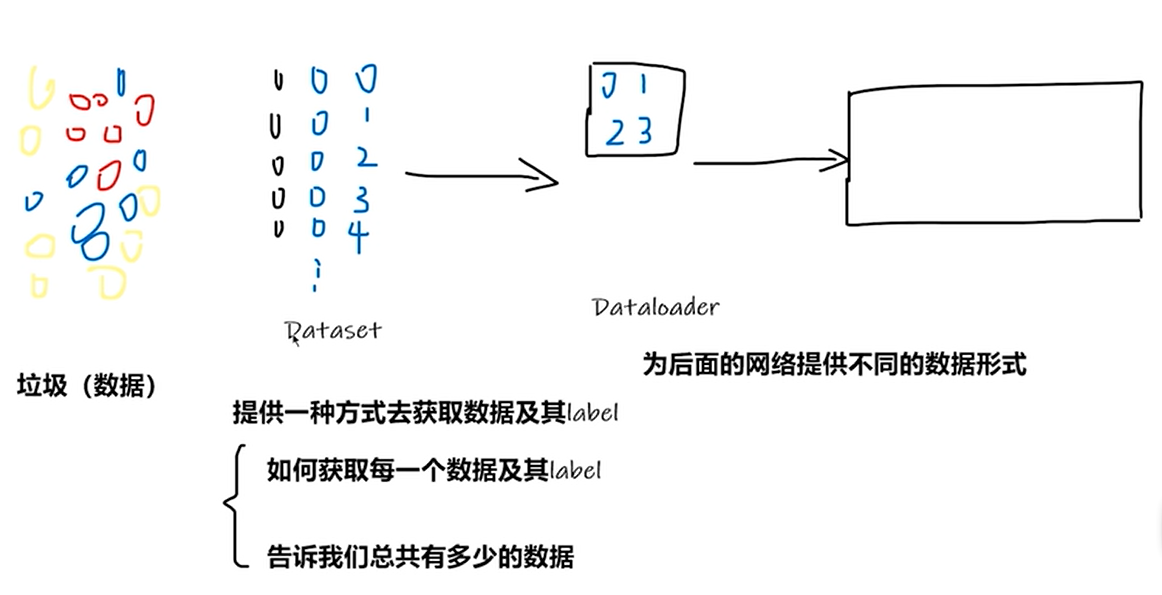 0
1
2
3
4
0 1
2 3
Dataset
Dataloader
垃圾（数据）
为后面的网络提供不同的数据形式
提供一种方式去获取数据及其label
如何获取每一个数据及其label
告诉我们总共有多少的数据